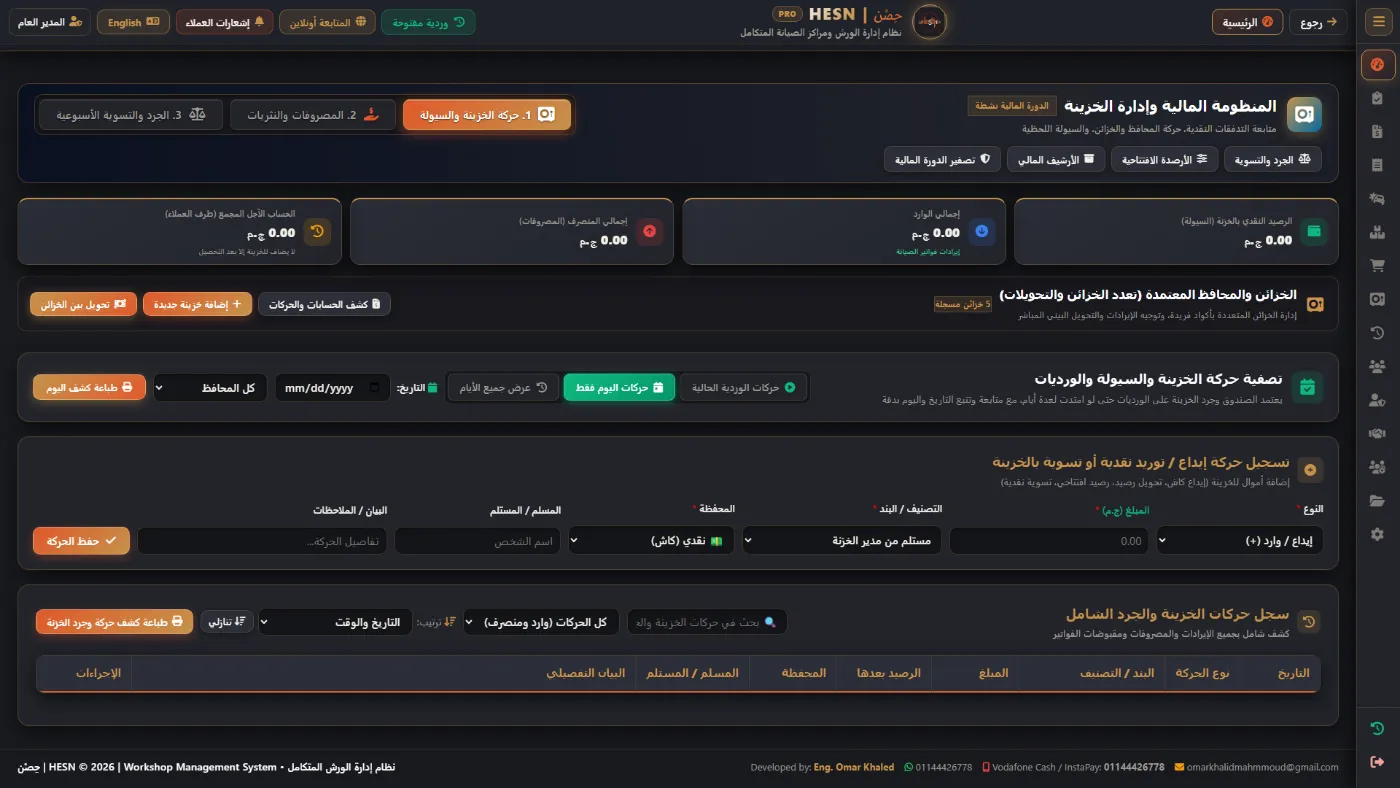 رجوع
الرئيسية
حِصْن | HESN PRO
نظام إدارة الورش ومراكز الصيانة المتكامل
وردية مفتوحة
المتابعة أونلاين
إشعارات العملاء
English
المدير العام
المنظومة المالية وإدارة الخزينة
الدورة المالية نشطة
متابعة التدفقات النقدية، حركة المحافظ والخزائن، والسيولة اللحظية
1. حركة الخزينة والسيولة
2. المصروفات والنثريات
3. الجرد والتسوية الأسبوعية
الجرد والتسوية
الأرصدة الافتتاحية
الأرشيف المالي
تصفير الدورة المالية
الرصيد النقدي بالخزنة (السيولة)
0.00 ج.م
إجمالي الوارد
0.00 ج.م
إيرادات فواتير الصيانة
إجمالي المنصرف (المصروفات)
0.00 ج.م
الحساب الآجل المجمع (طرف العملاء)
0.00 ج.م
لا يضاف للخزينة إلا بعد التحصيل
الخزائن والمحافظ المعتمدة (تعدد الخزائن والتحويلات)
5 خزائن مسجلة
إدارة الخزائن المتعددة بأكواد فريدة، وتوجيه الإيرادات والتحويل البيني المباشر
كشف الحسابات والحركات
إضافة خزينة جديدة
تحويل بين الخزائن
تصفية حركة الخزينة والسيولة والورديات
يعتمد الصندوق وجرد الخزينة على الورديات حتى لو امتدت لعدة أيام، مع متابعة وتتبع التاريخ واليوم بدقة
حركات الوردية الحالية
حركات اليوم فقط
عرض جميع الأيام
التاريخ:
mm/dd/yyyy
كل المحافظ
طباعة كشف اليوم
تسجيل حركة إيداع / توريد نقدية أو تسوية بالخزينة
إضافة أموال للخزينة (إيداع كاش، تحويل رصيد، رصيد افتتاحي، تسوية نقدية)
النوع *
المبلغ (ج.م) *
التصنيف / البند *
المحفظة *
المسلم / المستلم
البيان / الملاحظات
إيداع / وارد (+)
0.00
مستلم من مدير الخزنة
نقدي (كاش)
اسم الشخص
تفاصيل الحركة...
حفظ الحركة
سجل حركات الخزينة والجرد الشامل
كشف شامل بجميع الإيرادات والمصروفات ومقبوضات الفواتير
بحث في حركات الخزينة والع
كل الحركات (وارد ومنصرف)
ترتيب:
التاريخ والوقت
تنازلي
طباعة كشف حركة وجرد الخزنة
التاريخ
نوع الحركة
البند / التصنيف
المبلغ
الرصيد بعدها
المحفظة
المسلم / المستلم
البيان التفصيلي
الإجراءات
حِصْن | HESN © 2026 | Workshop Management System • نظام إدارة الورش المتكامل
Developed by: Eng. Omar Khaled
01144426778
Vodafone Cash / InstaPay: 01144426778
omarkhalidmahmmoud@gmail.com